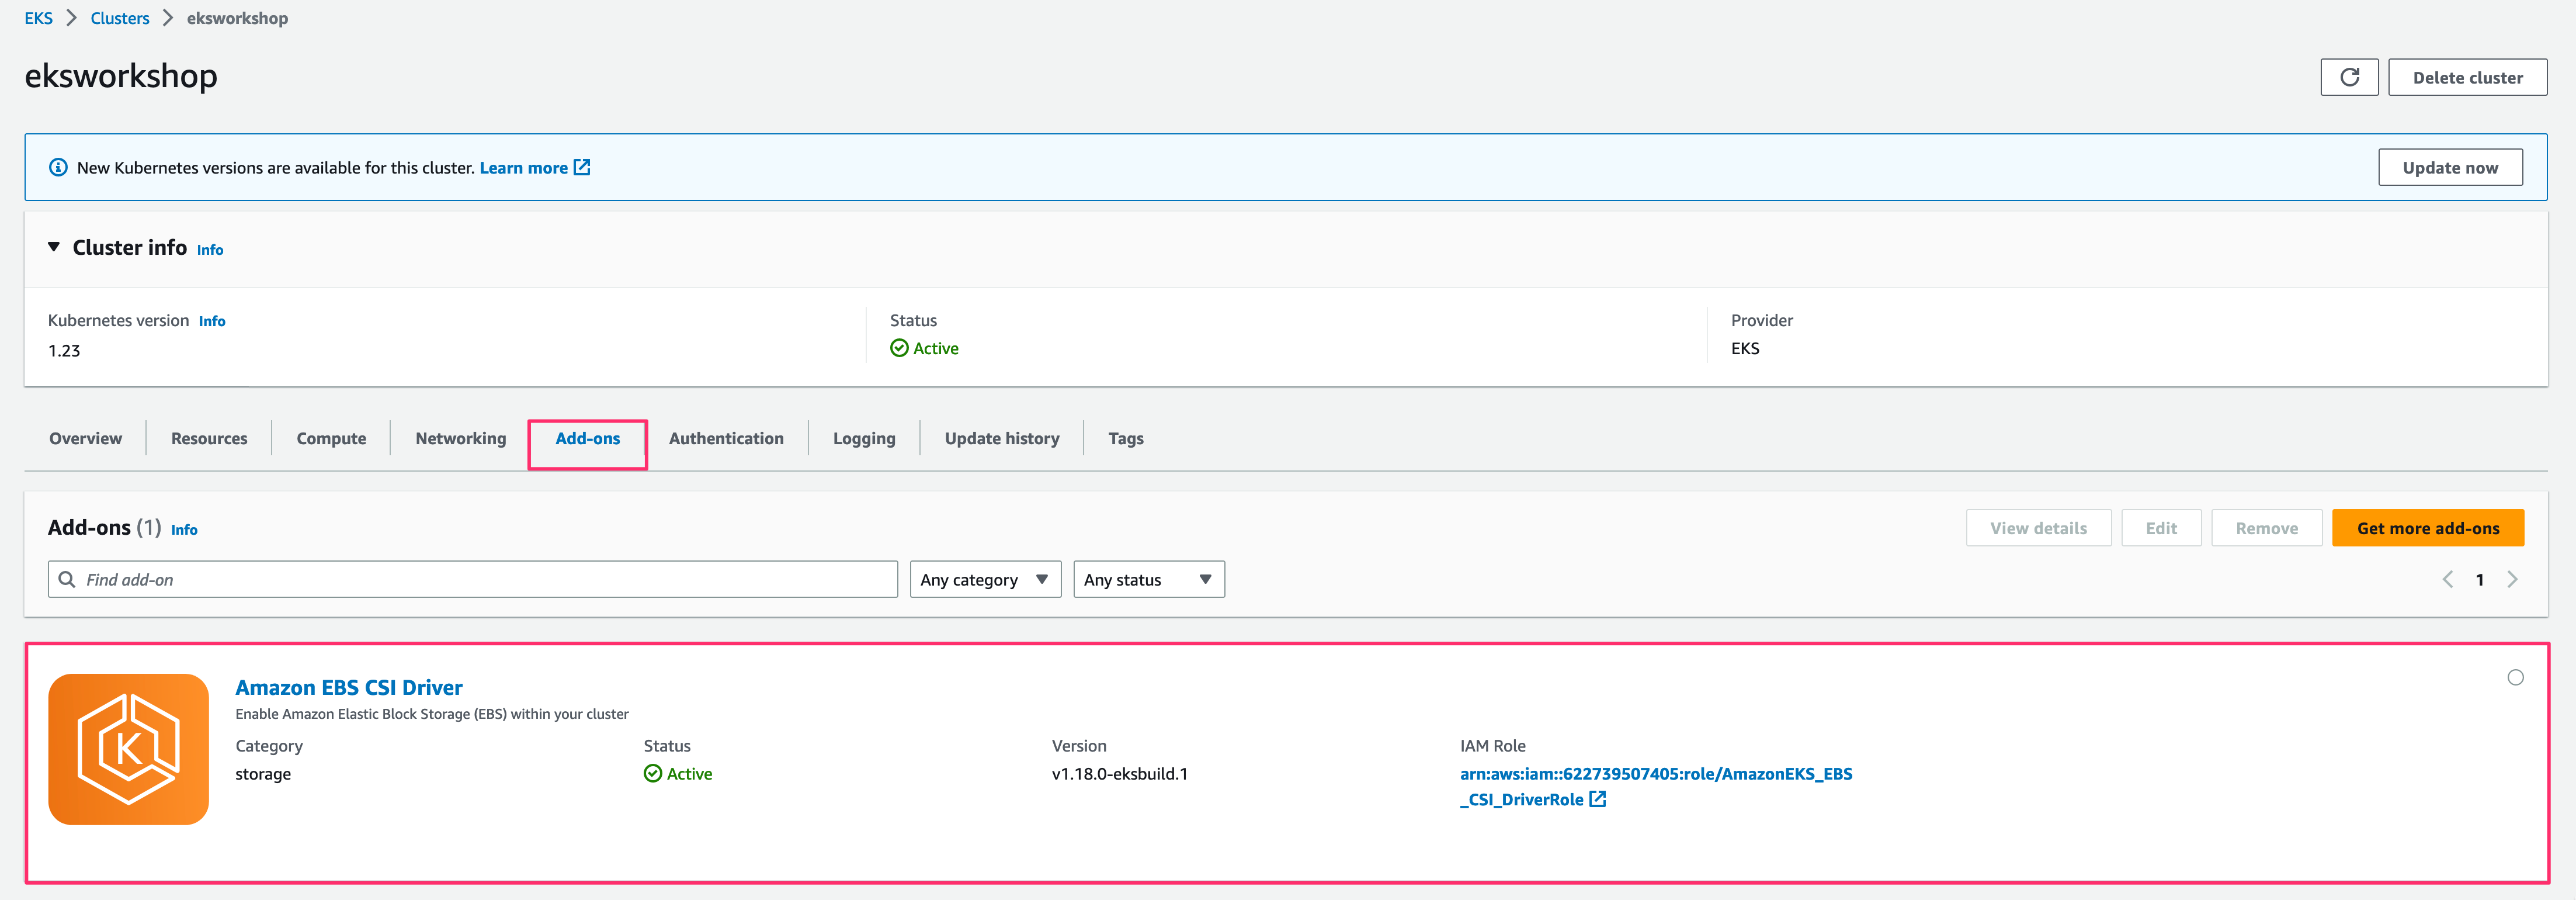 EKS > Clusters > eksworkshop
eksworkshop
Delete cluster
New Kubernetes versions are available for this cluster. Learn more
Update now
Cluster info Info
Kubernetes version Info
1.23
Status
Active
Provider
EKS
Overview
Resources
Compute
Networking
Add-ons
Authentication
Logging
Update history
Tags
Add-ons (1) Info
View details
Edit
Remove
Get more add-ons
Find add-on
Any category
Any status
1
K
Amazon EBS CSI Driver
Enable Amazon Elastic Block Storage (EBS) within your cluster
Category
storage
Status
Active
Version
v1.18.0-eksbuild.1
IAM Role
arn:aws:iam::622739507405:role/AmazonEKS_EBS
_CSI_DriverRole